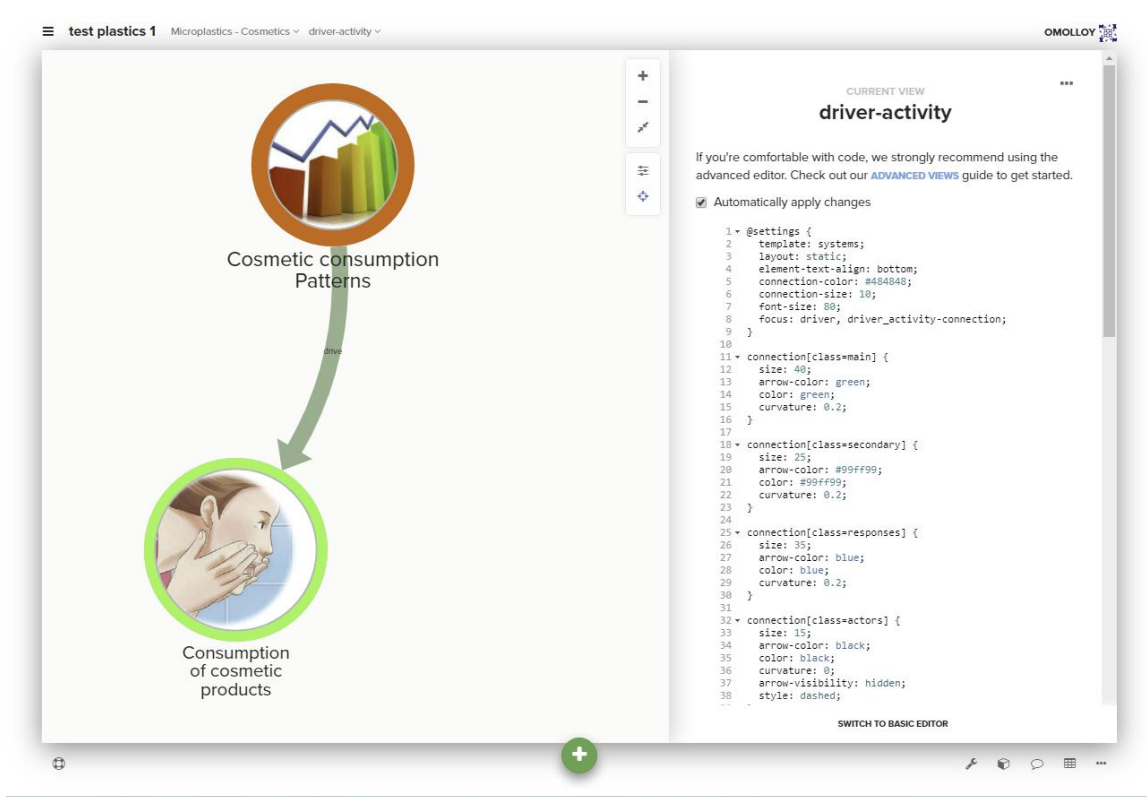 test plastics 1 Microplastics - Cosmetics driver-activity
OMOLLOY
Cosmetic consumption
Patterns
drive
Consumption
of cosmetic
products
CURRENT VIEW
driver-activity
If you're comfortable with code, we strongly recommend using the
advanced editor. Check out our ADVANCED VIEWS guide to get started.
Automatically apply changes
1 @settings {
2 template: systems;
3 layout: static;
4 element-text-align: bottom;
5 connection-color: #484848;
6 connection-size: 10;
7 font-size: 80;
8 focus: driver, driver_activity-connection;
9 }
10
11 connection[class=main] {
12 size: 40;
13 arrow-color: green;
14 color: green;
15 curvature: 0.2;
16 }
17
18 connection[class=secondary] {
19 size: 25;
20 arrow-color: #99ff99;
21 color: #99ff99;
22 curvature: 0.2;
23 }
24
25 connection[class=responses] {
26 size: 35;
27 arrow-color: blue;
28 color: blue;
29 curvature: 0.2;
30 }
31
32 connection[class=actors] {
33 size: 15;
34 arrow-color: black;
35 color: black;
36 curvature: 0;
37 arrow-visibility: hidden;
38 style: dashed;
SWITCH TO BASIC EDITOR